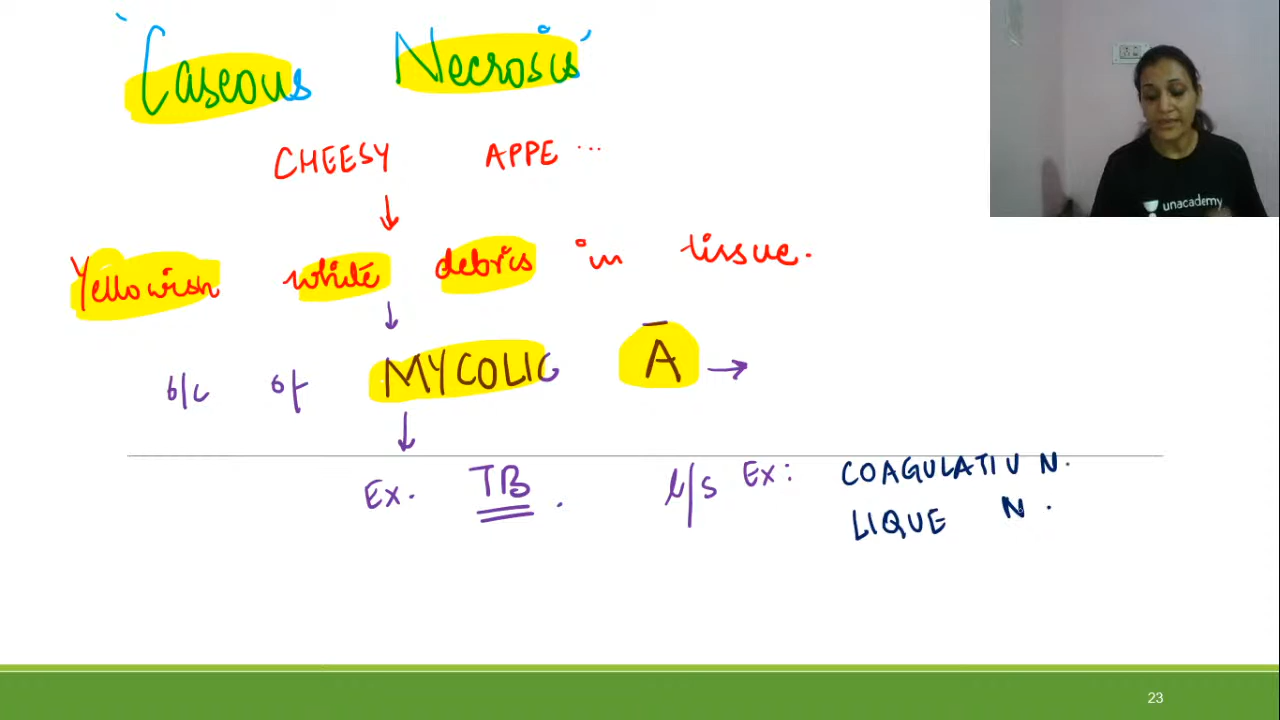 'Caseous Necrosis'
CHEESY APPE ...
unacademy
Yellowish white debris in tissue.
b/c of MYCOLIC A
Ex. TB. l/s Ex: COAGULATIV N.
LIQUE N.
23